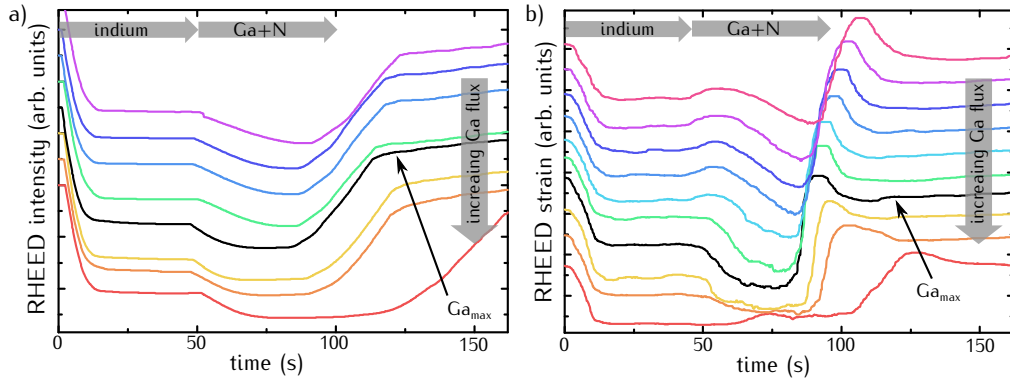 a)
indium
Ga+N
RHEED intensity (arb. units)
increaing Ga flux
Ga_max
0
50
100
150
time (s)
b)
indium
Ga+N
RHEED strain (arb. units)
increaing Ga flux
Ga_max
0
50
100
150
time (s)